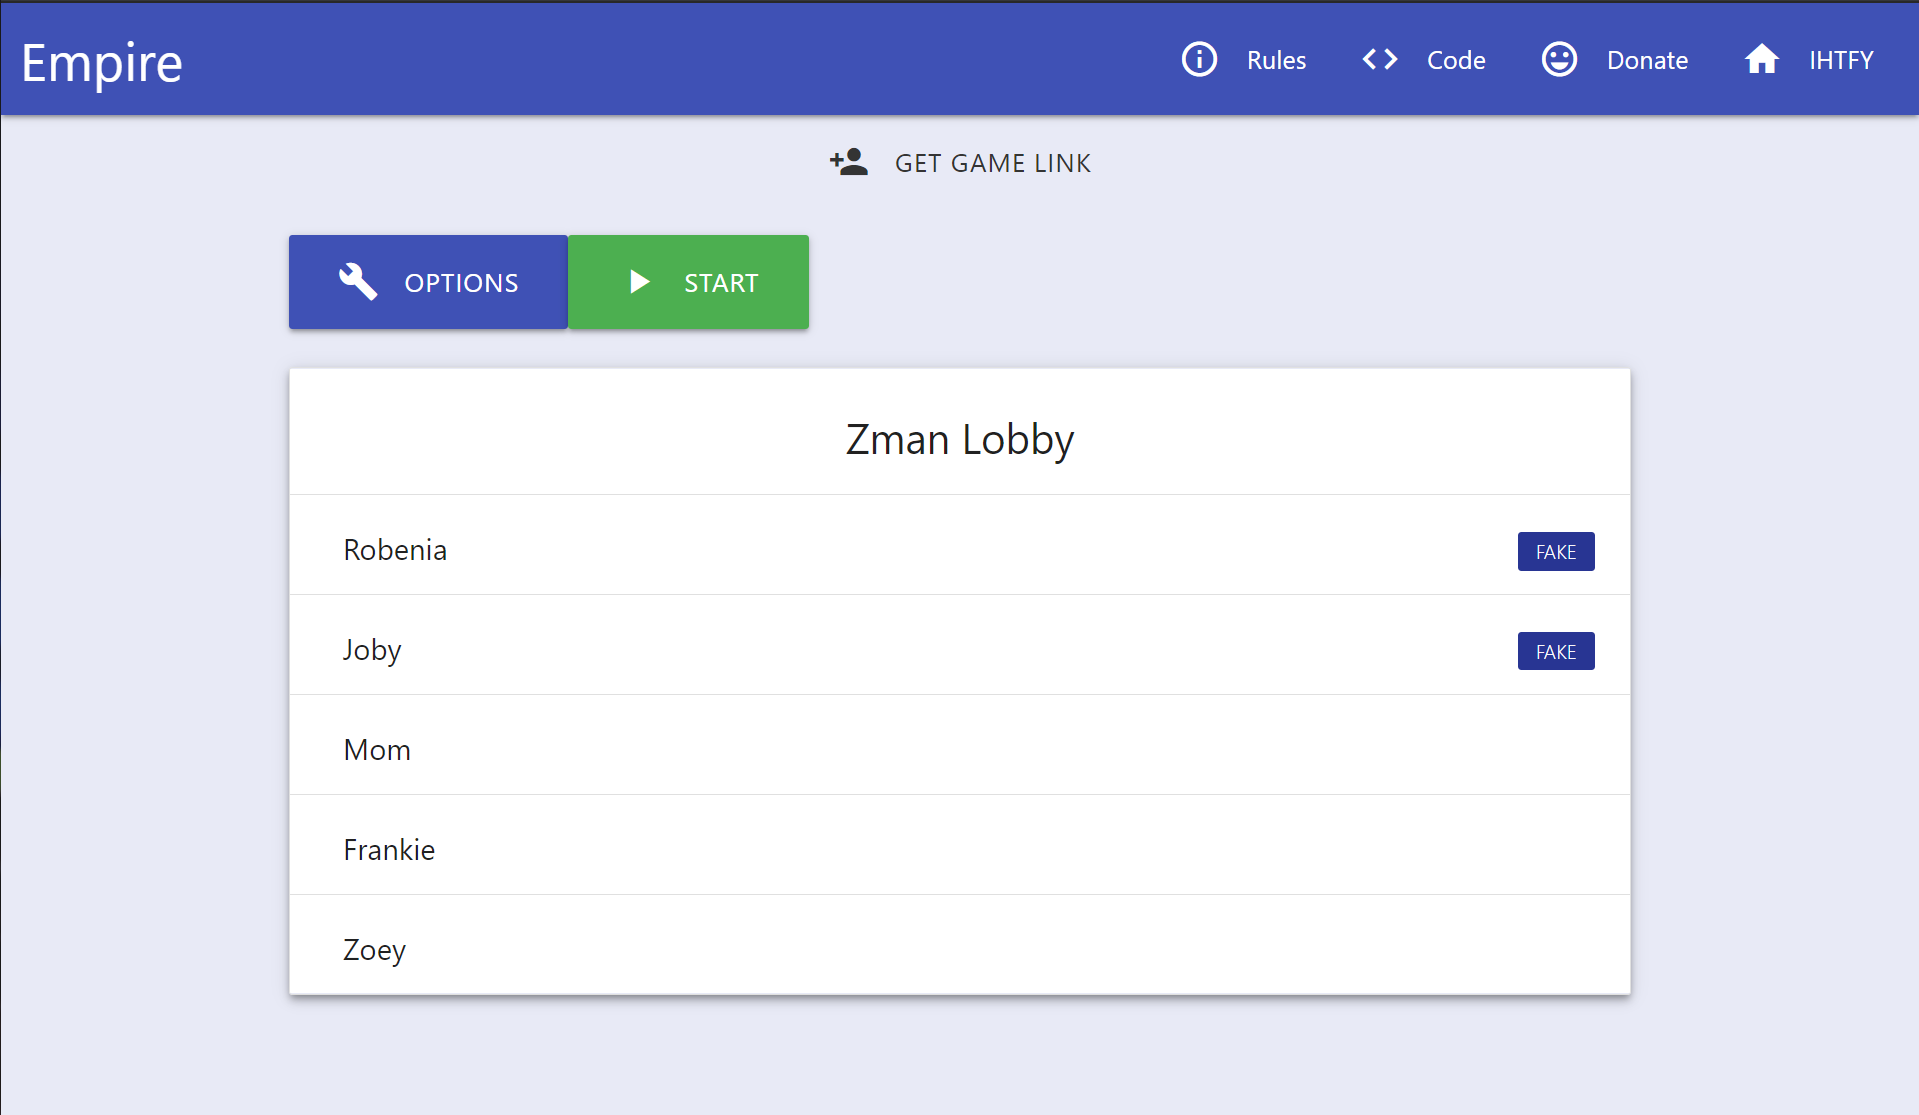 Empire
Rules
Code
Donate
IHTFY
GET GAME LINK
OPTIONS
START
Zman Lobby
Robenia
FAKE
Joby
FAKE
Mom
Frankie
Zoey